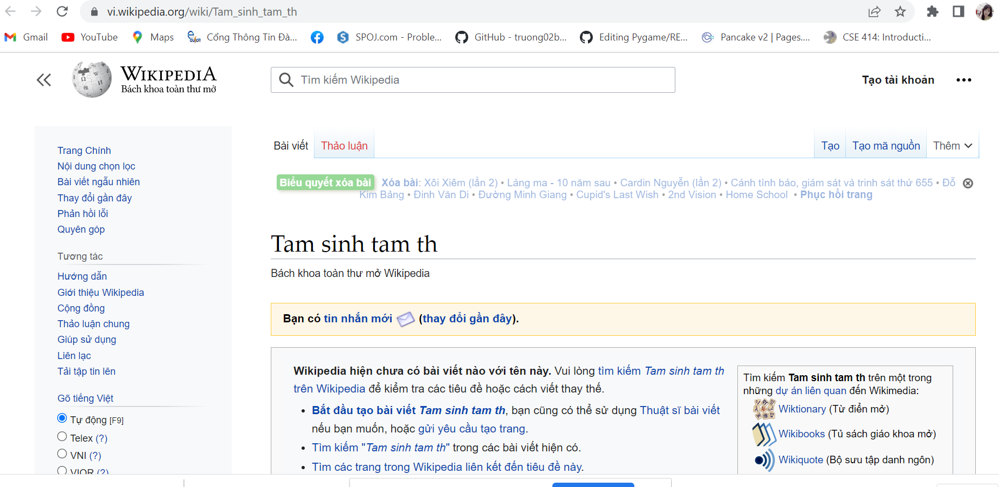 vi.wikipedia.org/wiki/Tam_sinh_tam_th
Gmail YouTube Maps Cổng Thông Tin Đà... SPOJ.com - Proble... GitHub - truong02b... Editing Pygame/RE... Pancake v2 | Pages.... CSE 414: Introducti...
WIKIPEDIA
Bách khoa toàn thư mở
Tìm kiếm Wikipedia
Tạo tài khoản
Trang Chính
Nội dung chọn lọc
Bài viết ngẫu nhiên
Thay đổi gần đây
Phản hồi lỗi
Quyên góp
Tương tác
Hướng dẫn
Giới thiệu Wikipedia
Cộng đồng
Thảo luận chung
Giúp sử dụng
Liên lạc
Tải tập tin lên
Gõ tiếng Việt
Tự động [F9]
Telex (?)
VNI (?)
VIQR (?)
Bài viết Thảo luận Tạo Tạo mã nguồn Thêm
Biểu quyết xóa bài Xóa bài: Xôi Xiêm (lần 2) • Làng ma - 10 năm sau • Cardin Nguyễn (lần 2) • Cánh tình báo, giám sát và trinh sát thứ 655 • Đỗ
Kim Bảng • Đinh Văn Di • Đường Minh Giang • Cupid's Last Wish • 2nd Vision • Home School • Phục hồi trang
Tam sinh tam th
Bách khoa toàn thư mở Wikipedia
Bạn có tin nhắn mới (thay đổi gần đây).
Wikipedia hiện chưa có bài viết nào với tên này. Vui lòng tìm kiếm Tam sinh tam th
trên Wikipedia để kiểm tra các tiêu đề hoặc cách viết thay thế.
• Bắt đầu tạo bài viết Tam sinh tam th, bạn cũng có thể sử dụng Thuật sĩ bài viết
nếu bạn muốn, hoặc gửi yêu cầu tạo trang.
• Tìm kiếm "Tam sinh tam th" trong các bài viết hiện có.
• Tìm các trang trong Wikipedia liên kết đến tiêu đề này.
Tìm kiếm Tam sinh tam th trên một trong
những dự án liên quan đến Wikimedia:
Wiktionary (Từ điển mở)
Wikibooks (Tủ sách giáo khoa mở)
Wikiquote (Bộ sưu tập danh ngôn)